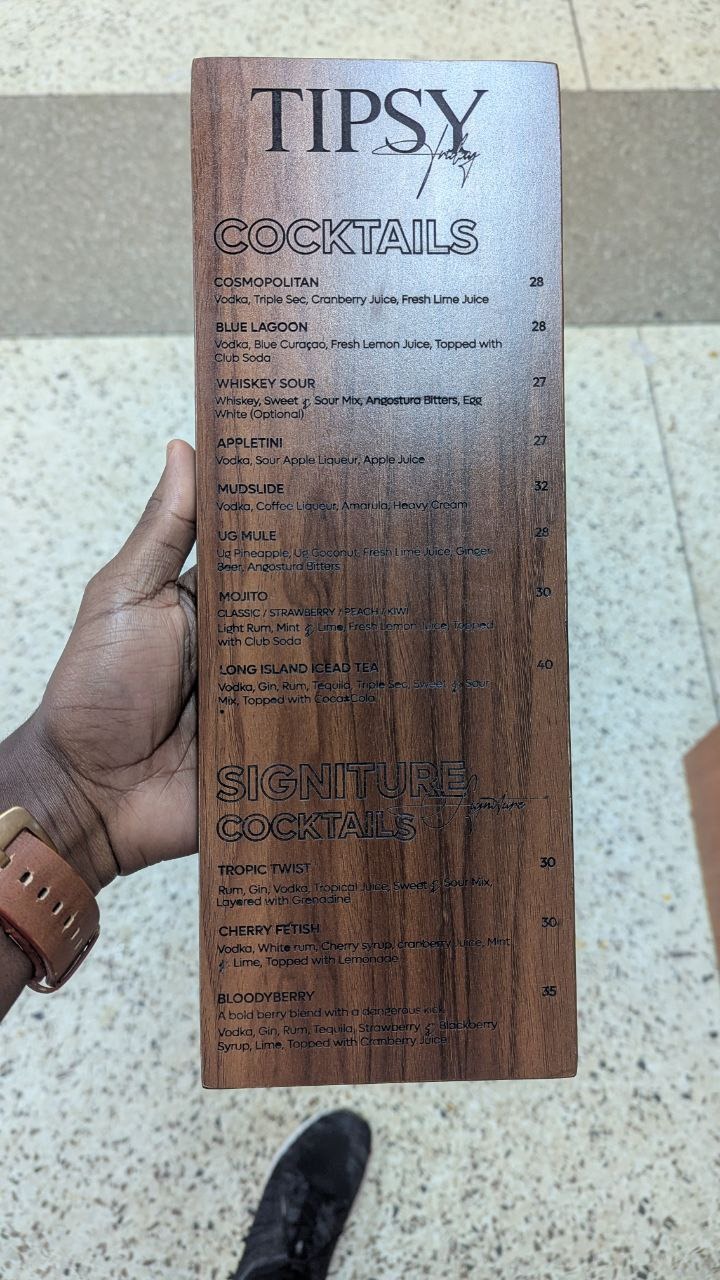 TIPSY
COCKTAILS
COSMOPOLITAN 28
Vodka, Triple Sec, Cranberry Juice, Fresh Lime Juice
BLUE LAGOON 28
Vodka, Blue Curaçao, Fresh Lemon Juice, Topped with
Club Soda
WHISKEY SOUR 27
Whiskey, Sweet & Sour Mix, Angostura Bitters, Egg
White (Optional)
APPLETINI 27
Vodka, Sour Apple Liqueur, Apple Juice
MUDSLIDE 32
Vodka, Coffee Liqueur, Amarula, Heavy Cream
UG MULE 28
Ug Pineapple, Ug Coconut, Fresh Lime Juice, Ginger
Beer, Angostura Bitters
MOJITO 30
CLASSIC / STRAWBERRY / PEACH / KIWI
Light Rum, Mint & Lime, Fresh Lemon Juice, Topped
with Club Soda
LONG ISLAND ICEAD TEA 40
Vodka, Gin, Rum, Tequila, Triple Sec, Sweet & Sour
Mix, Topped with Coca-Cola
SIGNITURE
Signiture
COCKTAILS
TROPIC TWIST 30
Rum, Gin, Vodka, Tropical Juice, Sweet & Sour Mix,
Layered with Grenadine
CHERRY FETISH 30
Vodka, White rum, Cherry syrup, cranberry Juice, Mint
& Lime, Topped with Lemonade
BLOODYBERRY 35
A bold berry blend with a dangerous kick
Vodka, Gin, Rum, Tequila, Strawberry & Blackberry
Syrup, Lime, Topped with Cranberry Juice